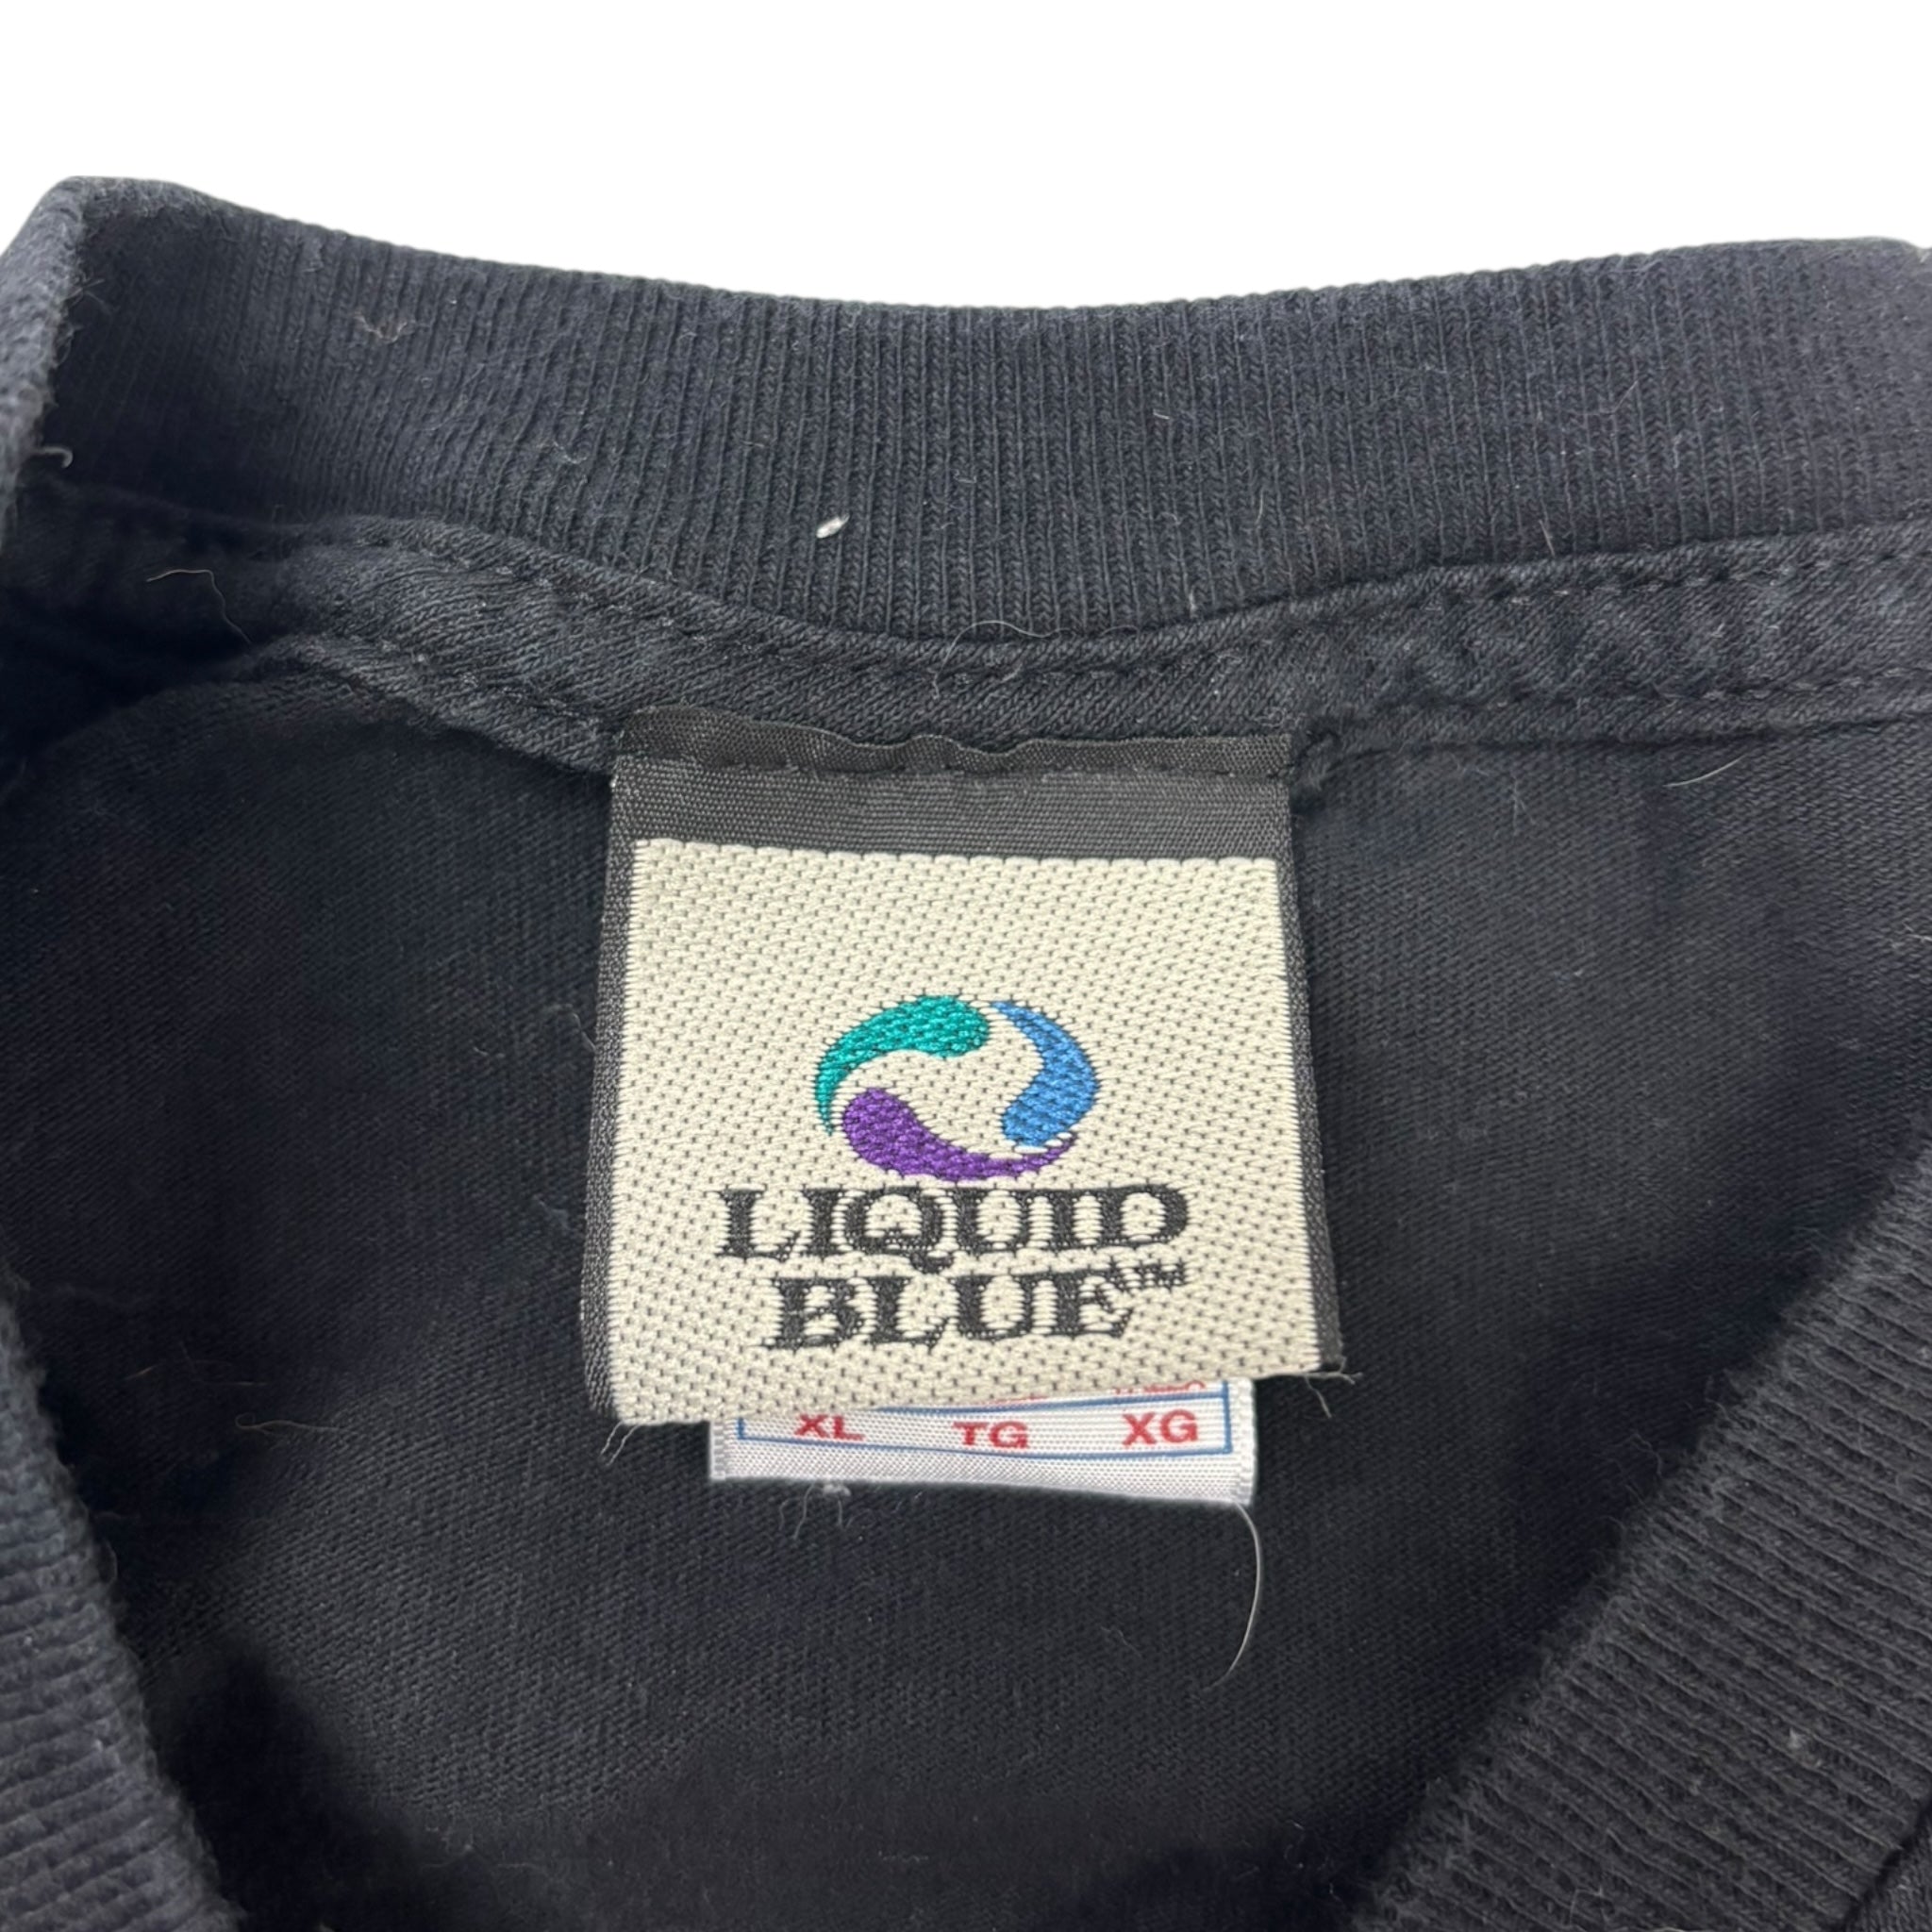 LIQUID
BLUE™
XL TG XG